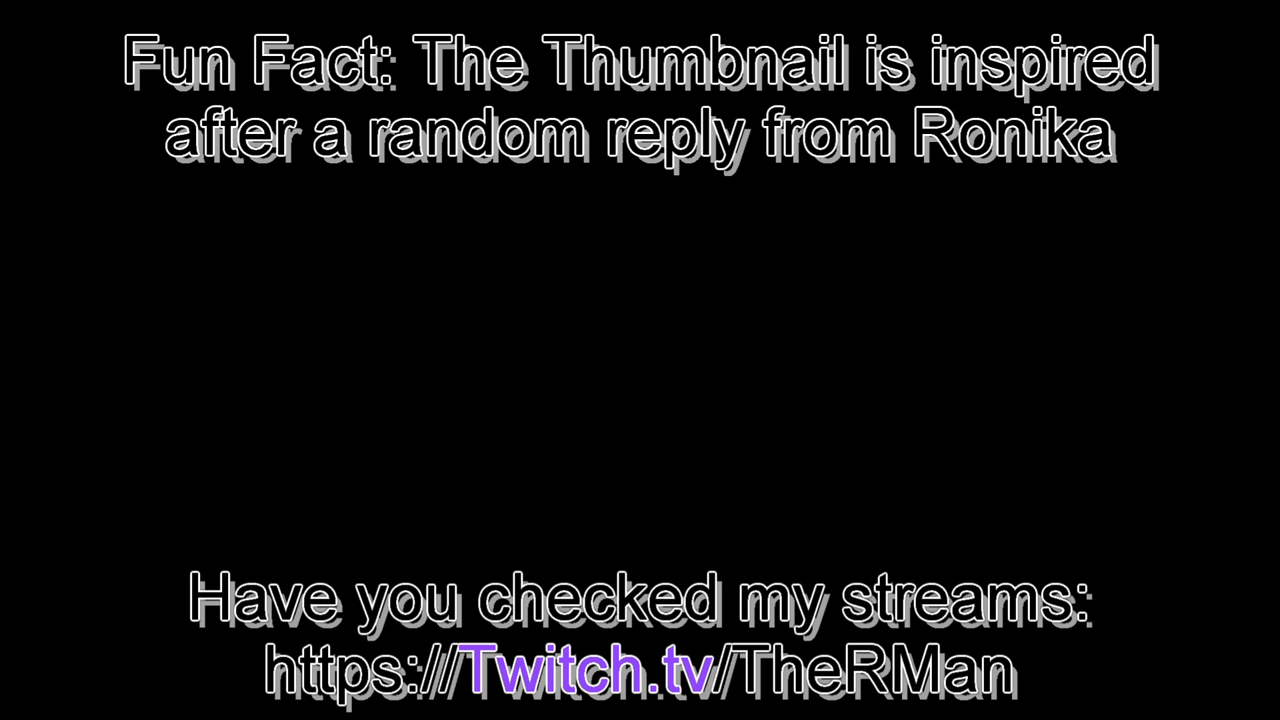 Fun Fact: The Thumbnail is inspired
after a random reply from Ronika
Have you checked my streams:
https://Twitch.tv/TheRMan